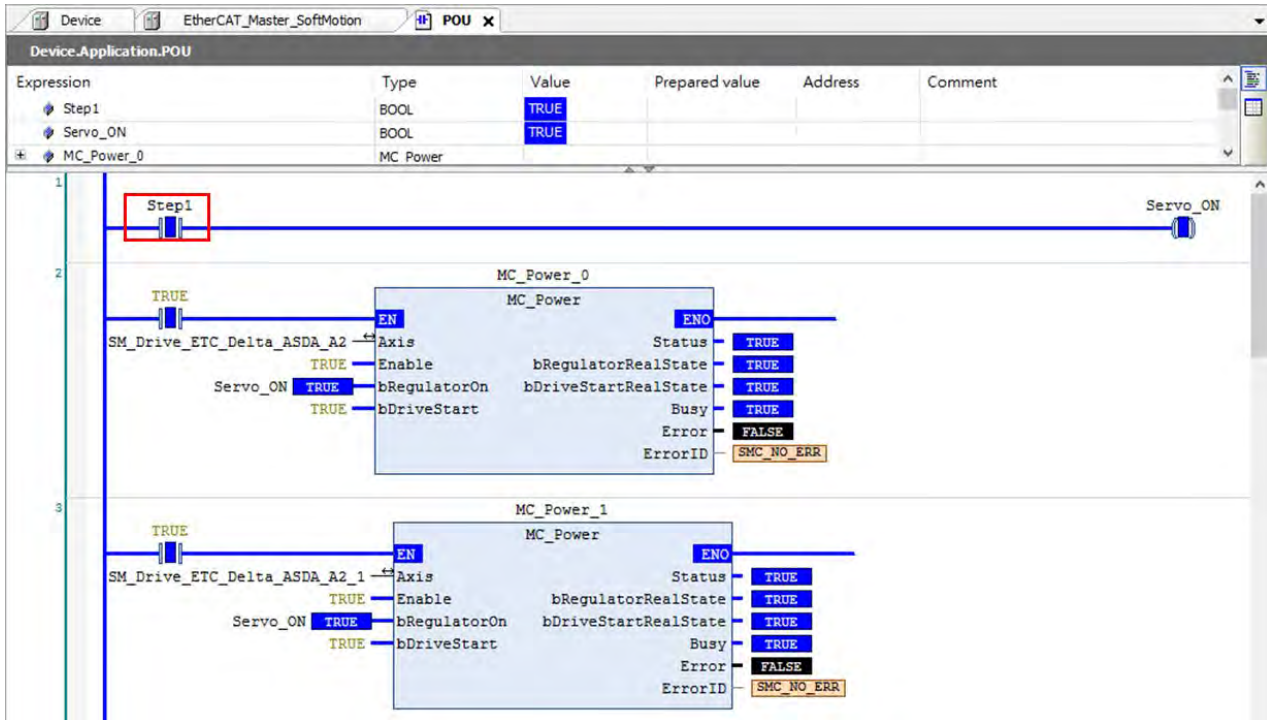 Device EtherCAT_Master_SoftMotion POU X
Device.Application.POU
Expression Type Value Prepared value Address Comment
Step1 BOOL TRUE
Servo_ON BOOL TRUE
MC_Power_0 MC_Power
1
Step1 Servo_ON
2
MC_Power_0
TRUE MC_Power
EN ENO
SM_Drive_ETC_Delta_ASDA_A2 Axis Status TRUE
TRUE Enable bRegulatorRealState TRUE
Servo_ON TRUE bRegulatorOn bDriveStartRealState TRUE
TRUE bDriveStart Busy TRUE
Error FALSE
ErrorID SMC_NO_ERR
3
MC_Power_1
TRUE MC_Power
EN ENO
SM_Drive_ETC_Delta_ASDA_A2_1 Axis Status TRUE
TRUE Enable bRegulatorRealState TRUE
Servo_ON TRUE bRegulatorOn bDriveStartRealState TRUE
TRUE bDriveStart Busy TRUE
Error FALSE
ErrorID SMC_NO_ERR